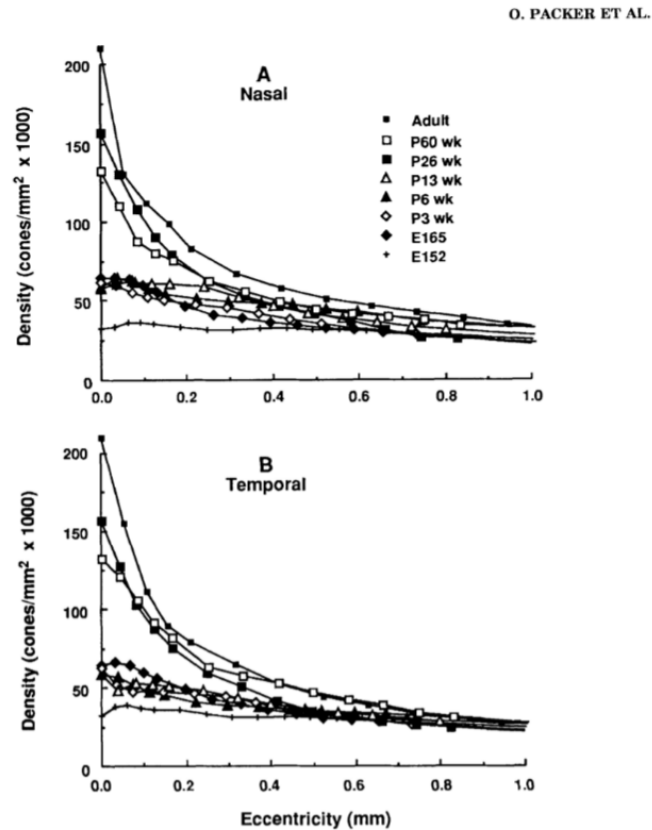 O. PACKER ET AL.
A
Nasal
Density (cones/mm² x 1000)
200
150
100
50
0
0.0 0.2 0.4 0.6 0.8 1.0
Adult
P60 wk
P26 wk
P13 wk
P6 wk
P3 wk
E165
E152
B
Temporal
Density (cones/mm² x 1000)
200
150
100
50
0
0.0 0.2 0.4 0.6 0.8 1.0
Eccentricity (mm)